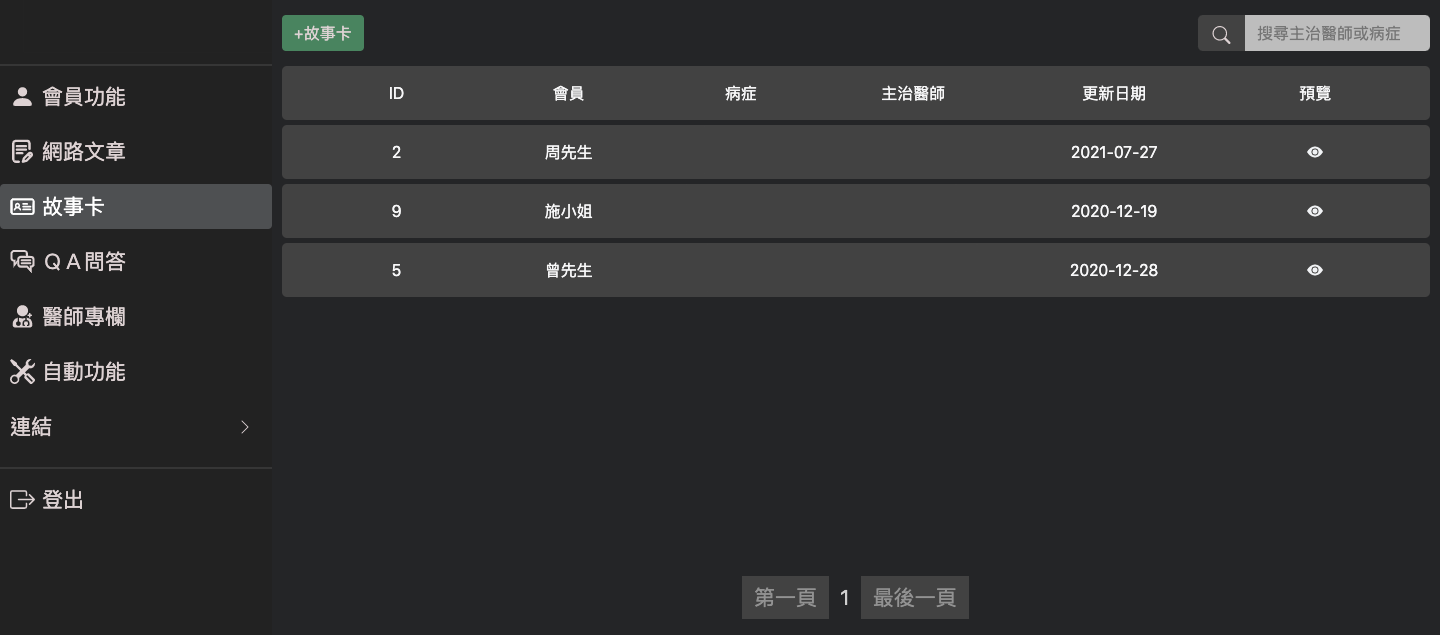 會員功能
網路文章
故事卡
ＱＡ問答
醫師專欄
自動功能
連結
登出
+故事卡
搜尋主治醫師或病症
ID 會員 病症 主治醫師 更新日期 預覽
2 周先生 2021-07-27
9 施小姐 2020-12-19
5 曾先生 2020-12-28
第一頁 1 最後一頁